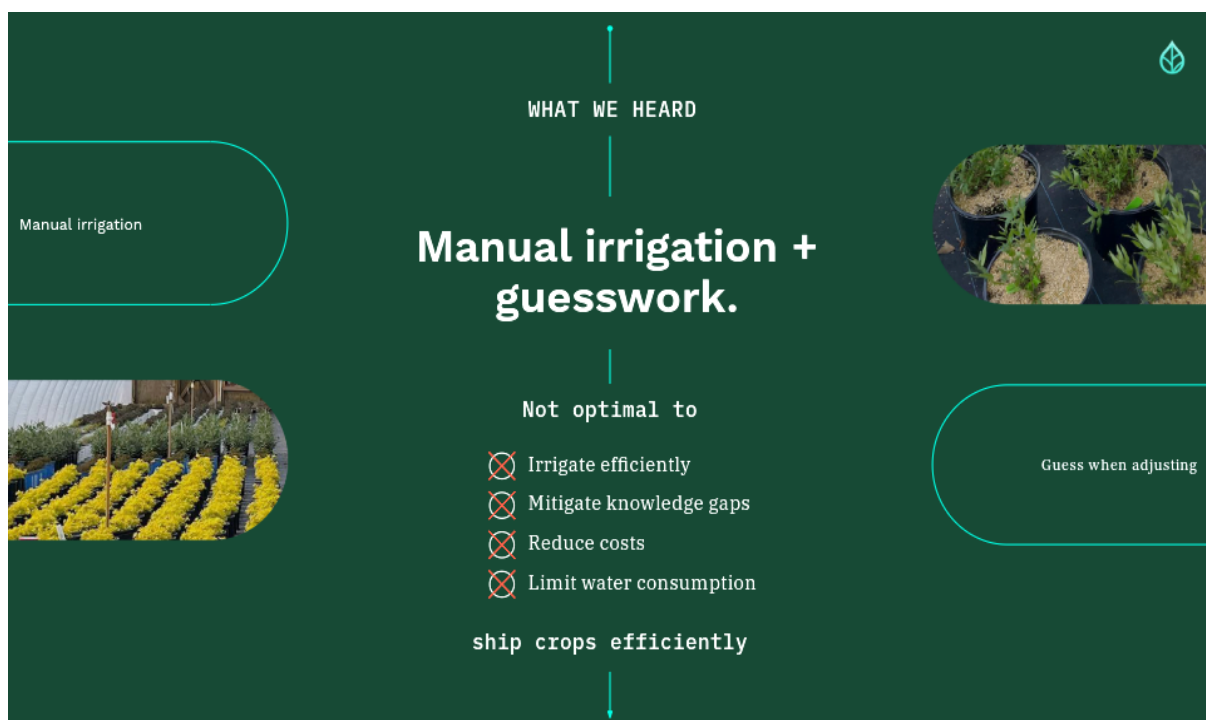 WHAT WE HEARD
Manual irrigation
Manual irrigation +
guesswork.
Not optimal to
Irrigate efficiently
Mitigate knowledge gaps
Reduce costs
Limit water consumption
Guess when adjusting
ship crops efficiently